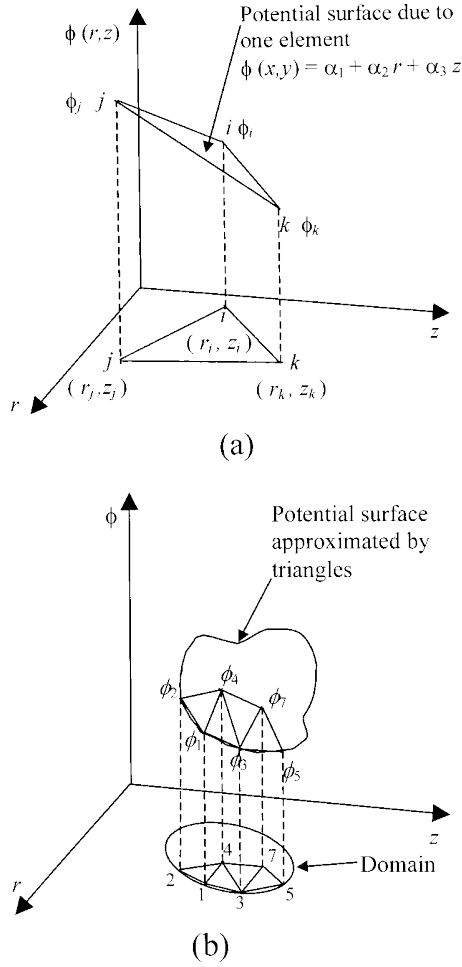 ϕ (r,z)
Potential surface due to
one element
ϕ (x,y) = α₁ + α₂ r + α₃ z
ϕⱼ j
i ϕᵢ
k ϕₖ
i
z
(rᵢ, zᵢ)
j
k
r
(rⱼ,zⱼ)
(rₖ, zₖ)
(a)
ϕ
Potential surface
approximated by
triangles
ϕ₄
ϕ₂
ϕ₇
ϕ₁
ϕ₃
ϕ₅
z
4
7
Domain
2
r
1
3
5
(b)